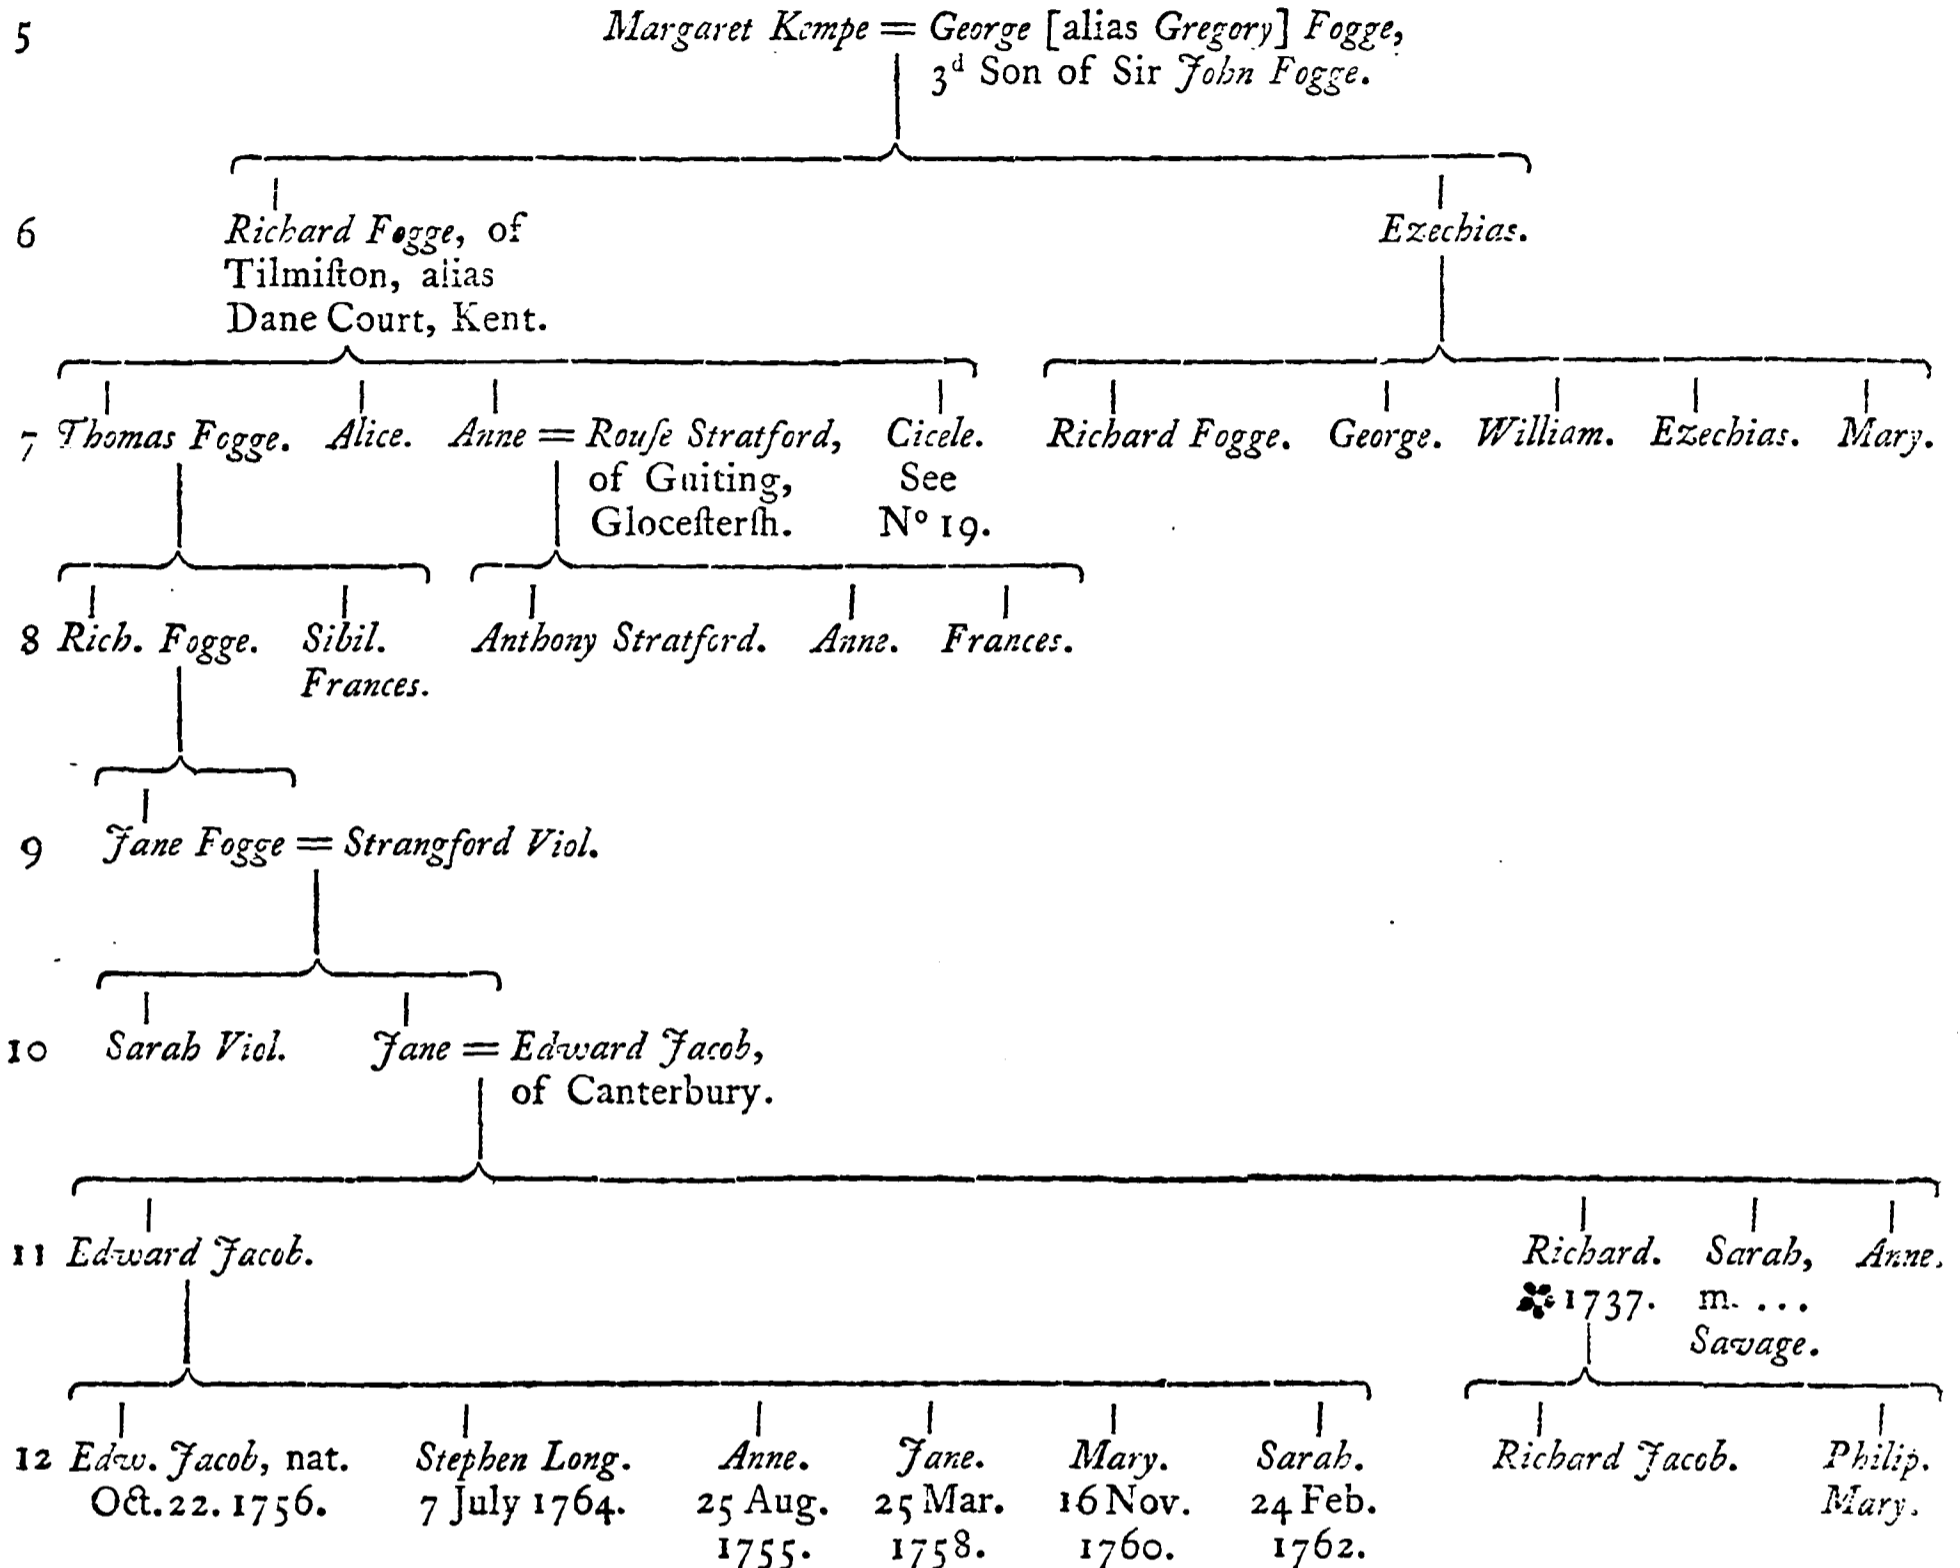 5 Margaret Kempe = George [alias Gregory] Fogge,
3d Son of Sir John Fogge.
6 Richard Fogge, of Ezechias.
Tilmiſton, alias
Dane Court, Kent.
7 Thomas Fogge. Alice. Anne = Rouſe Stratford, Cicele. Richard Fogge. George. William. Ezechias. Mary.
of Guiting, See
Gloceſterſh. No 19.
8 Rich. Fogge. Sibil. Anthony Stratford. Anne. Frances.
Frances.
9 Jane Fogge = Strangford Viol.
10 Sarah Viol. Jane = Edward Jacob,
of Canterbury.
11 Edward Jacob. Richard. Sarah, Anne.
1737. m. ...
Savage.
12 Edw. Jacob, nat. Stephen Long. Anne. Jane. Mary. Sarah. Richard Jacob. Philip.
Oct. 22. 1756. 7 July 1764. 25 Aug. 25 Mar. 16 Nov. 24 Feb. Mary.
1755. 1758. 1760. 1762.